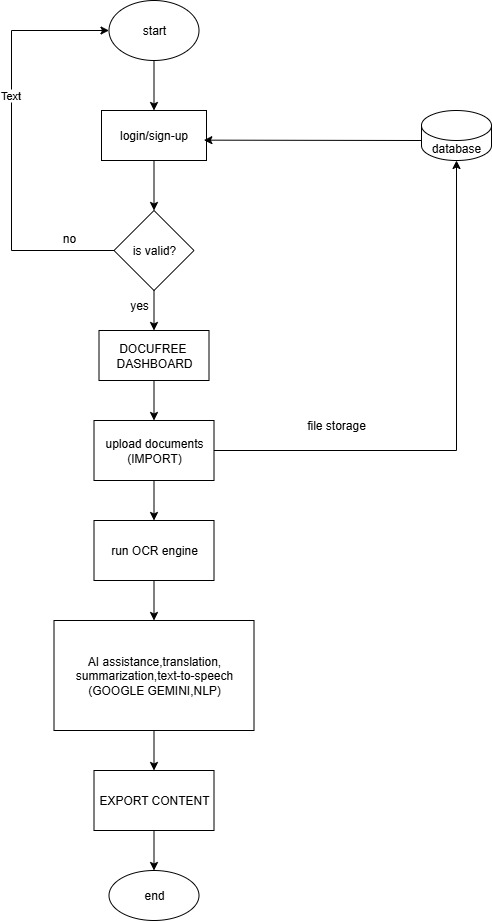 start
Text
login/sign-up
database
is valid?
no
yes
DOCUFREE
DASHBOARD
file storage
upload documents
(IMPORT)
run OCR engine
AI assistance,translation,
summarization,text-to-speech
(GOOGLE GEMINI,NLP)
EXPORT CONTENT
end